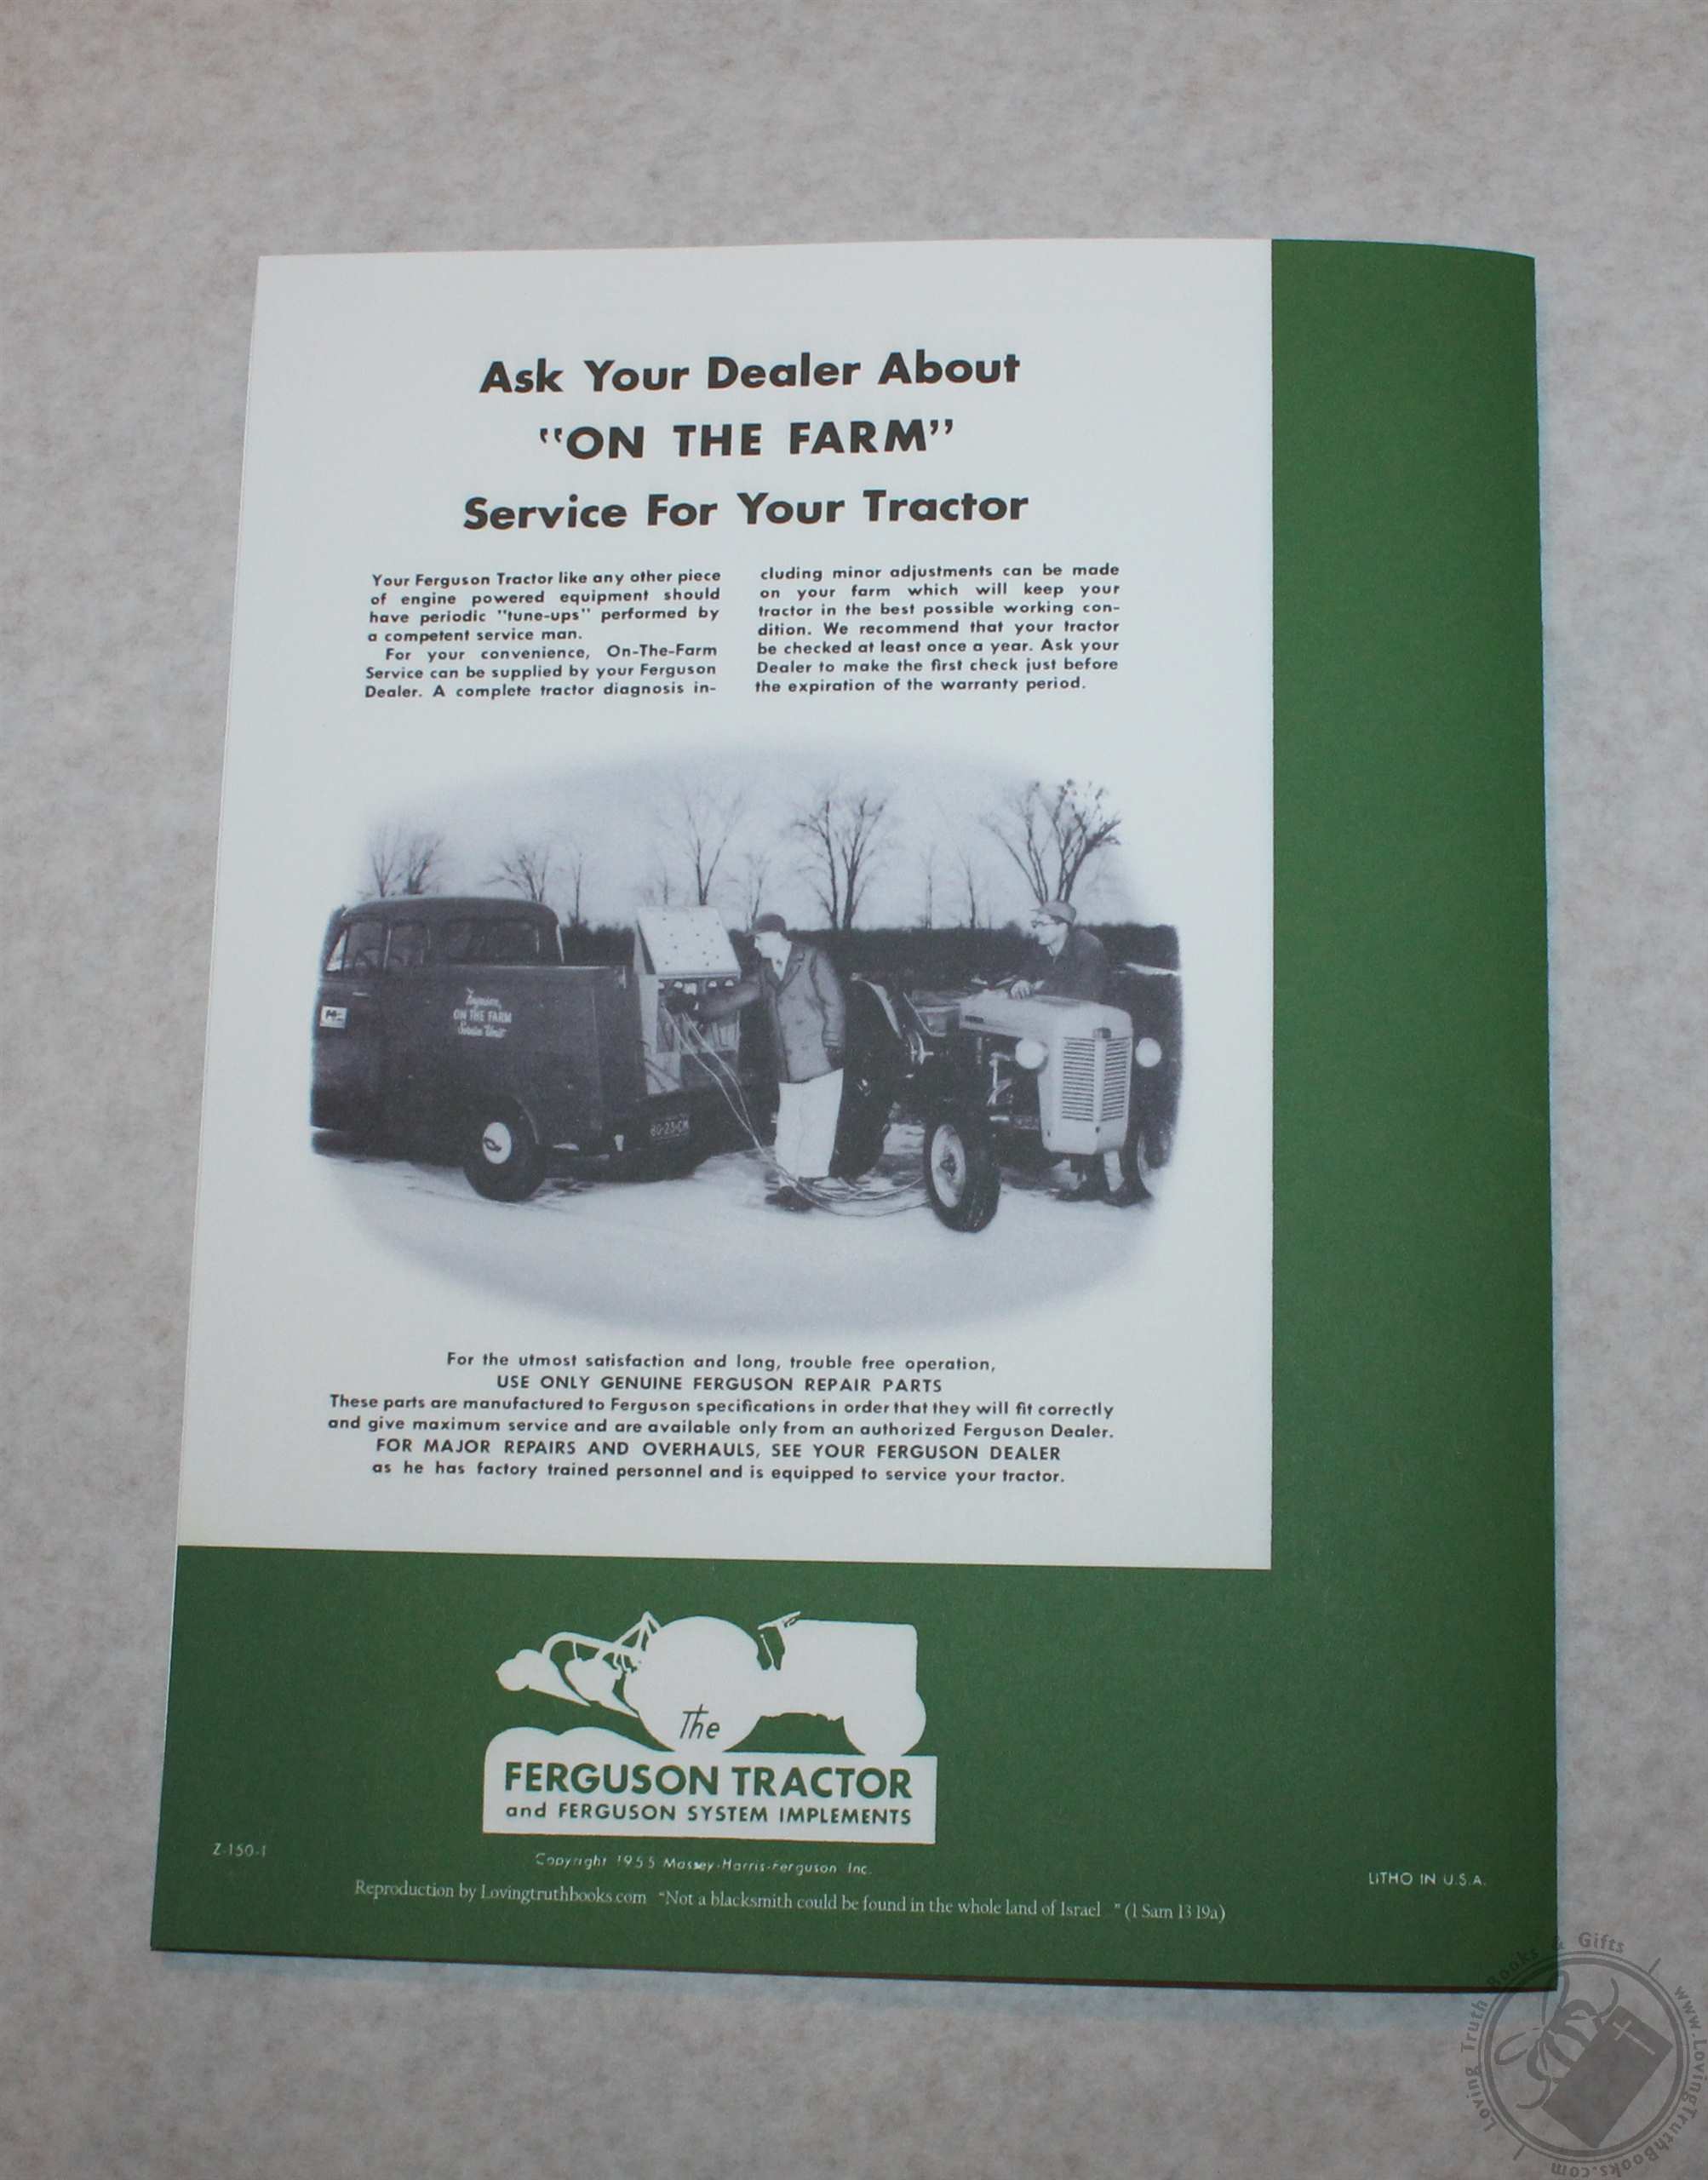 Ask Your Dealer About
"ON THE FARM"
Service For Your Tractor
Your Ferguson Tractor like any other piece
of engine powered equipment should
have periodic "tune-ups" performed by
a competent service man.
For your convenience, On-The-Farm
Service can be supplied by your Ferguson
Dealer. A complete tractor diagnosis in-
cluding minor adjustments can be made
on your farm which will keep your
tractor in the best possible working con-
dition. We recommend that your tractor
be checked at least once a year. Ask your
Dealer to make the first check just before
the expiration of the warranty period.
Ferguson
ON THE FARM
Service Unit
For the utmost satisfaction and long, trouble free operation,
USE ONLY GENUINE FERGUSON REPAIR PARTS
These parts are manufactured to Ferguson specifications in order that they will fit correctly
and give maximum service and are available only from an authorized Ferguson Dealer.
FOR MAJOR REPAIRS AND OVERHAULS, SEE YOUR FERGUSON DEALER
as he has factory trained personnel and is equipped to service your tractor.
The
FERGUSON TRACTOR
and FERGUSON SYSTEM IMPLEMENTS
Z-150-1
Copyright 1955 Massey-Harris-Ferguson Inc.
LITHO IN U.S.A.
Reproduction by Lovingtruthbooks.com "Not a blacksmith could be found in the whole land of Israel " (1 Sam 13 19a)
Loving Truth Books & Gifts
www.LovingTruthBooks.com